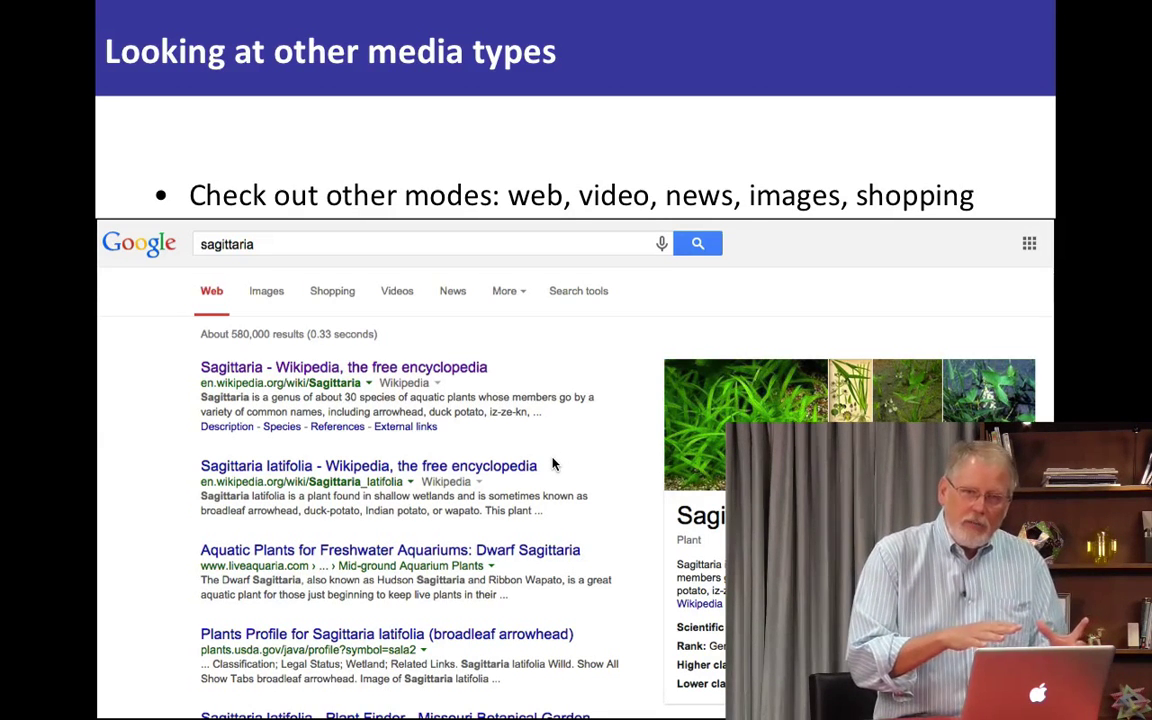 Looking at other media types
• Check out other modes: web, video, news, images, shopping
Google
sagittaria
Web Images Shopping Videos News More Search tools
About 580,000 results (0.33 seconds)
Sagittaria - Wikipedia, the free encyclopedia
en.wikipedia.org/wiki/Sagittaria Wikipedia
Sagittaria is a genus of about 30 species of aquatic plants whose members go by a
variety of common names, including arrowhead, duck potato, iz-ze-kn, ...
Description - Species - References - External links
Sagittaria latifolia - Wikipedia, the free encyclopedia
en.wikipedia.org/wiki/Sagittaria_latifolia Wikipedia
Sagittaria latifolia is a plant found in shallow wetlands and is sometimes known as
broadleaf arrowhead, duck-potato, Indian potato, or wapato. This plant ...
Aquatic Plants for Freshwater Aquariums: Dwarf Sagittaria
www.liveaquaria.com › ... › Mid-ground Aquarium Plants
The Dwarf Sagittaria, also known as Hudson Sagittaria and Ribbon Wapato, is a great
aquatic plant for those just beginning to keep live plants in their ...
Plants Profile for Sagittaria latifolia (broadleaf arrowhead)
plants.usda.gov/java/profile?symbol=sala2
... Classification; Legal Status; Wetland; Related Links. Sagittaria latifolia Willd. Show All
Show Tabs broadleaf arrowhead. Image of Sagittaria latifolia ...
Sagittaria latifolia - Plant Finder - Missouri Botanical Garden
Sagi
Plant
Sagittaria
members g
potato, iz-z
Wikipedia
Scientific
Rank: Ge
Higher cla
Lower cla